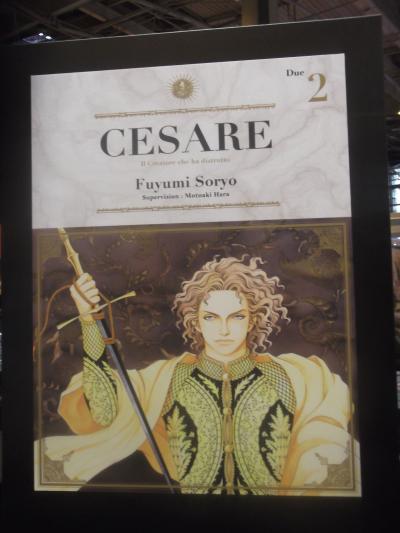 Due 2
CESARE
Il Creatore che ha distrutto
Fuyumi Soryo
Supervision : Motoaki Hara